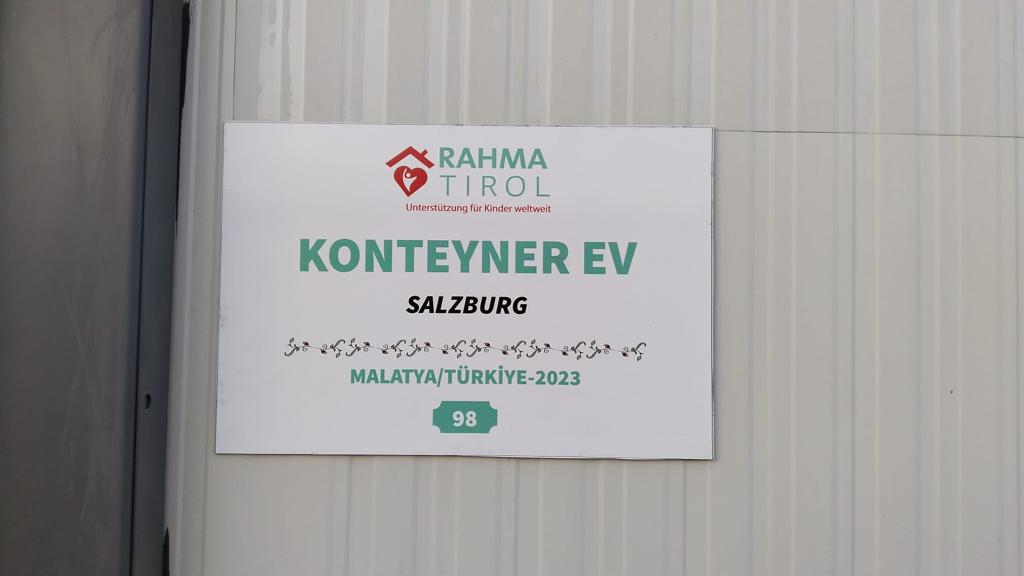 RAHMA
TIROL
Unterstützung für Kinder weltweit
KONTEYNER EV
SALZBURG
MALATYA/TÜRKİYE-2023
98